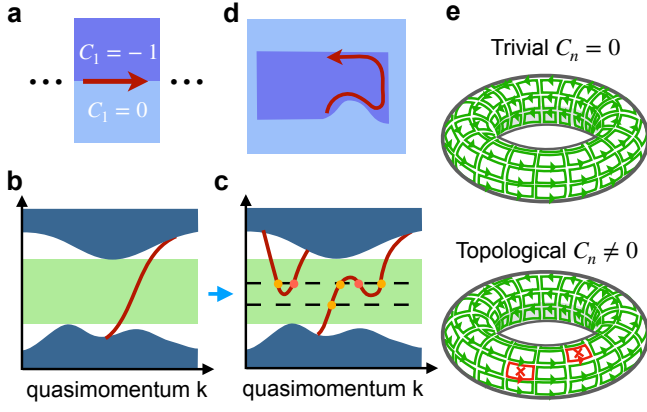 a
C₁ = − 1
C₁ = 0
d
e
Trivial Cₙ = 0
b
c
quasimomentum k
quasimomentum k
Topological Cₙ ≠ 0